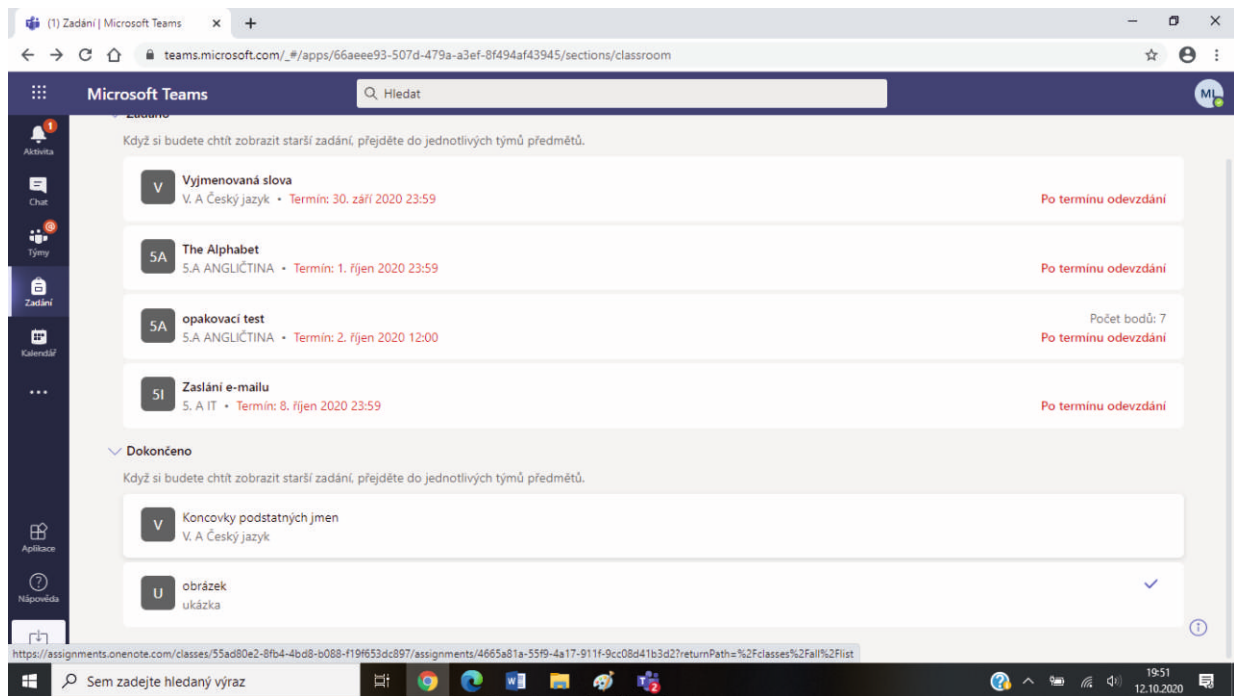 (1) Zadání | Microsoft Teams
teams.microsoft.com/_#/apps/66aeee93-507d-479a-a3ef-8f494af43945/sections/classroom
Microsoft Teams
Hledat
ML
1
Aktivita
Chat
@
Týmy
Zadání
Kalendář
Aplikace
Nápověda
Zadáno
Když si budete chtít zobrazit starší zadání, přejděte do jednotlivých týmů předmětů.
V
Vyjmenovaná slova
V. A Český jazyk • Termín: 30. září 2020 23:59
Po termínu odevzdání
5A
The Alphabet
5.A ANGLIČTINA • Termín: 1. říjen 2020 23:59
Po termínu odevzdání
5A
opakovací test
5.A ANGLIČTINA • Termín: 2. říjen 2020 12:00
Počet bodů: 7
Po termínu odevzdání
5I
Zaslání e-mailu
5. A IT • Termín: 8. říjen 2020 23:59
Po termínu odevzdání
Dokončeno
Když si budete chtít zobrazit starší zadání, přejděte do jednotlivých týmů předmětů.
V
Koncovky podstatných jmen
V. A Český jazyk
U
obrázek
ukázka
https://assignments.onenote.com/classes/55ad80e2-8fb4-4bd8-b088-f19f653dc897/assignments/4665a81a-55f9-4a17-911f-9cc08d41b3d2?returnPath=%2Fclasses%2Fall%2Flist
Sem zadejte hledaný výraz
19:51
12.10.2020